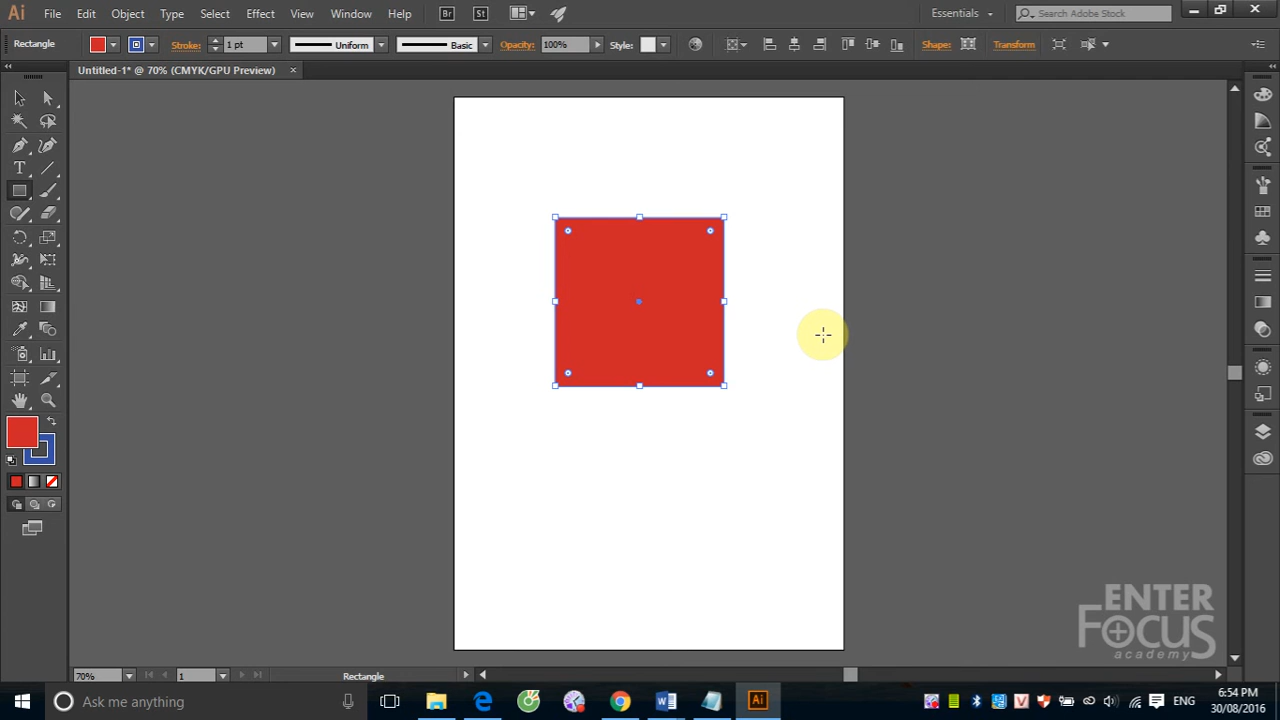 Ai File Edit Object Type Select Effect View Window Help Br St Essentials Search Adobe Stock
Rectangle Stroke: 1 pt Uniform Basic Opacity: 100% Style: Shape: Transform
Untitled-1* @ 70% (CMYK/GPU Preview) ×
T
ENTER
FOCUS
academy
70% 1 Rectangle
Ask me anything Ai ENG 6:54 PM
30/08/2016